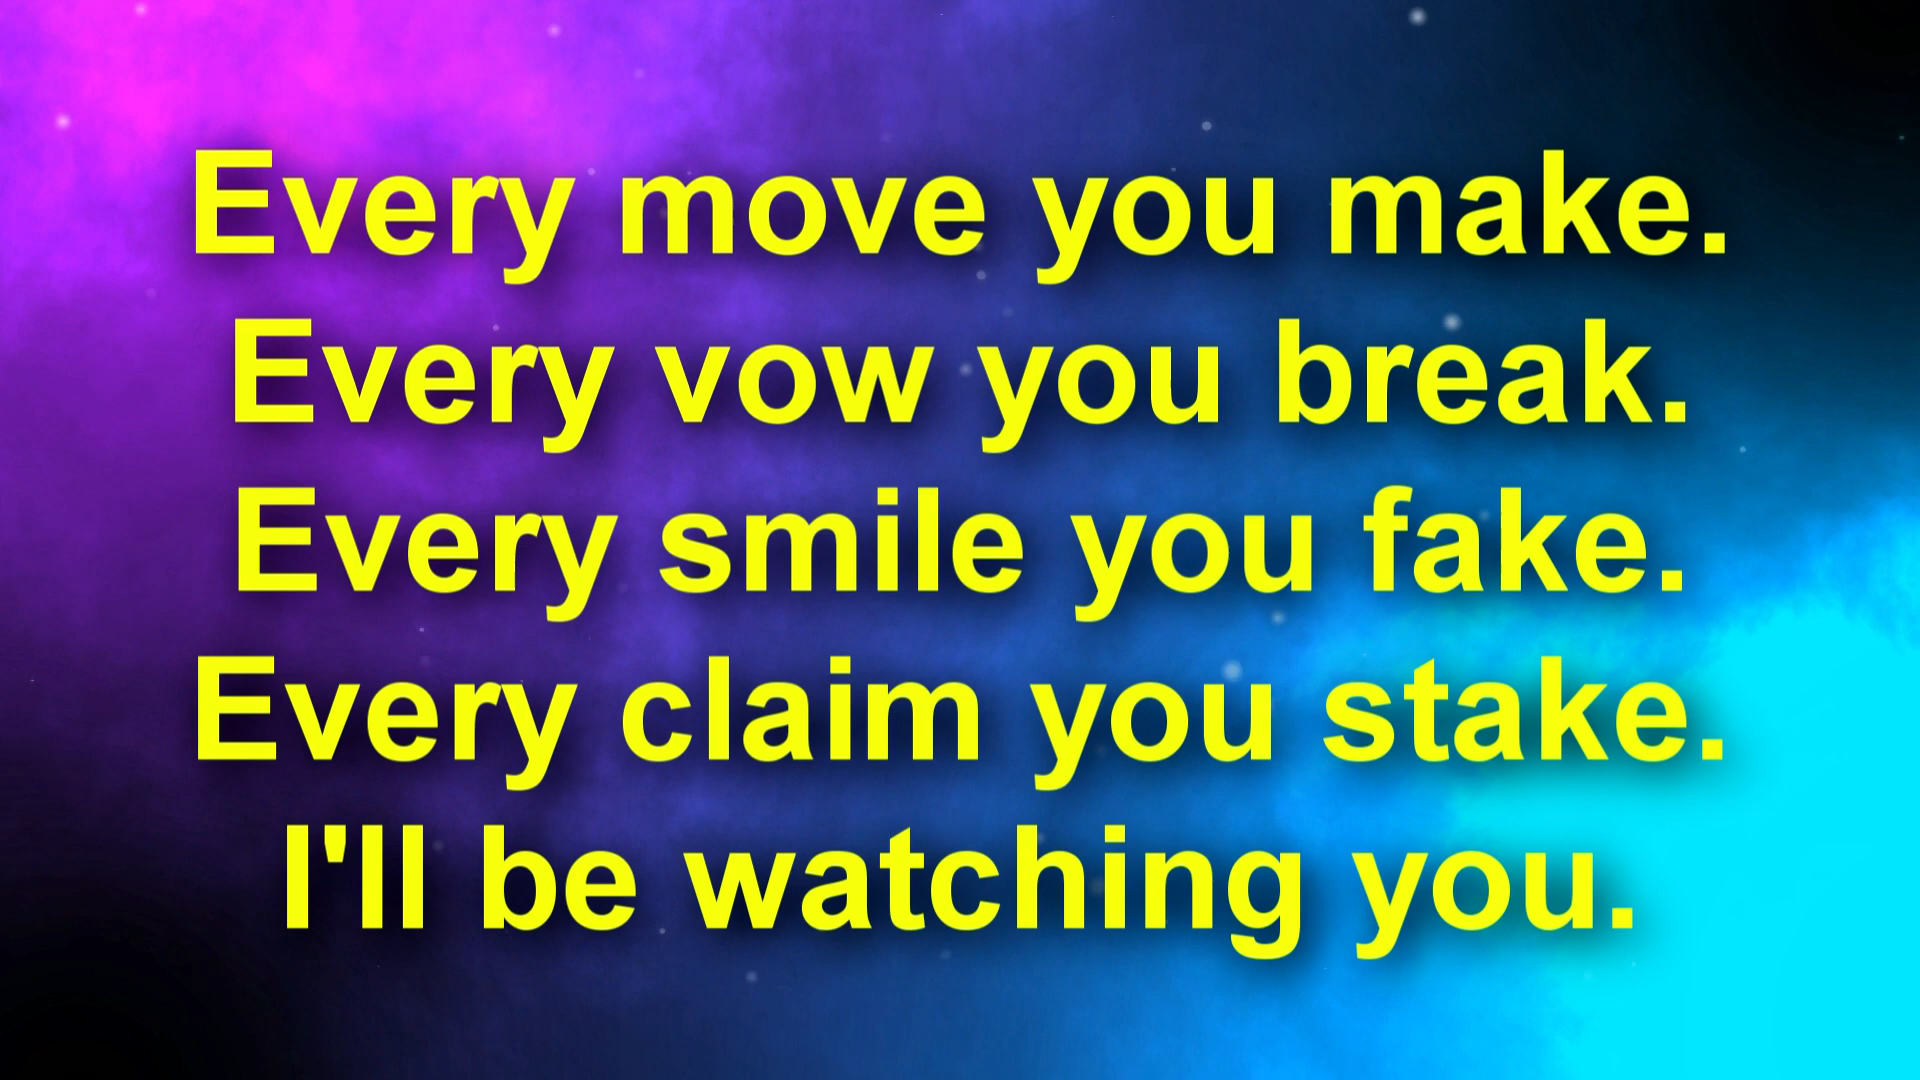 Every move you make.
Every vow you break.
Every smile you fake.
Every claim you stake.
I'll be watching you.